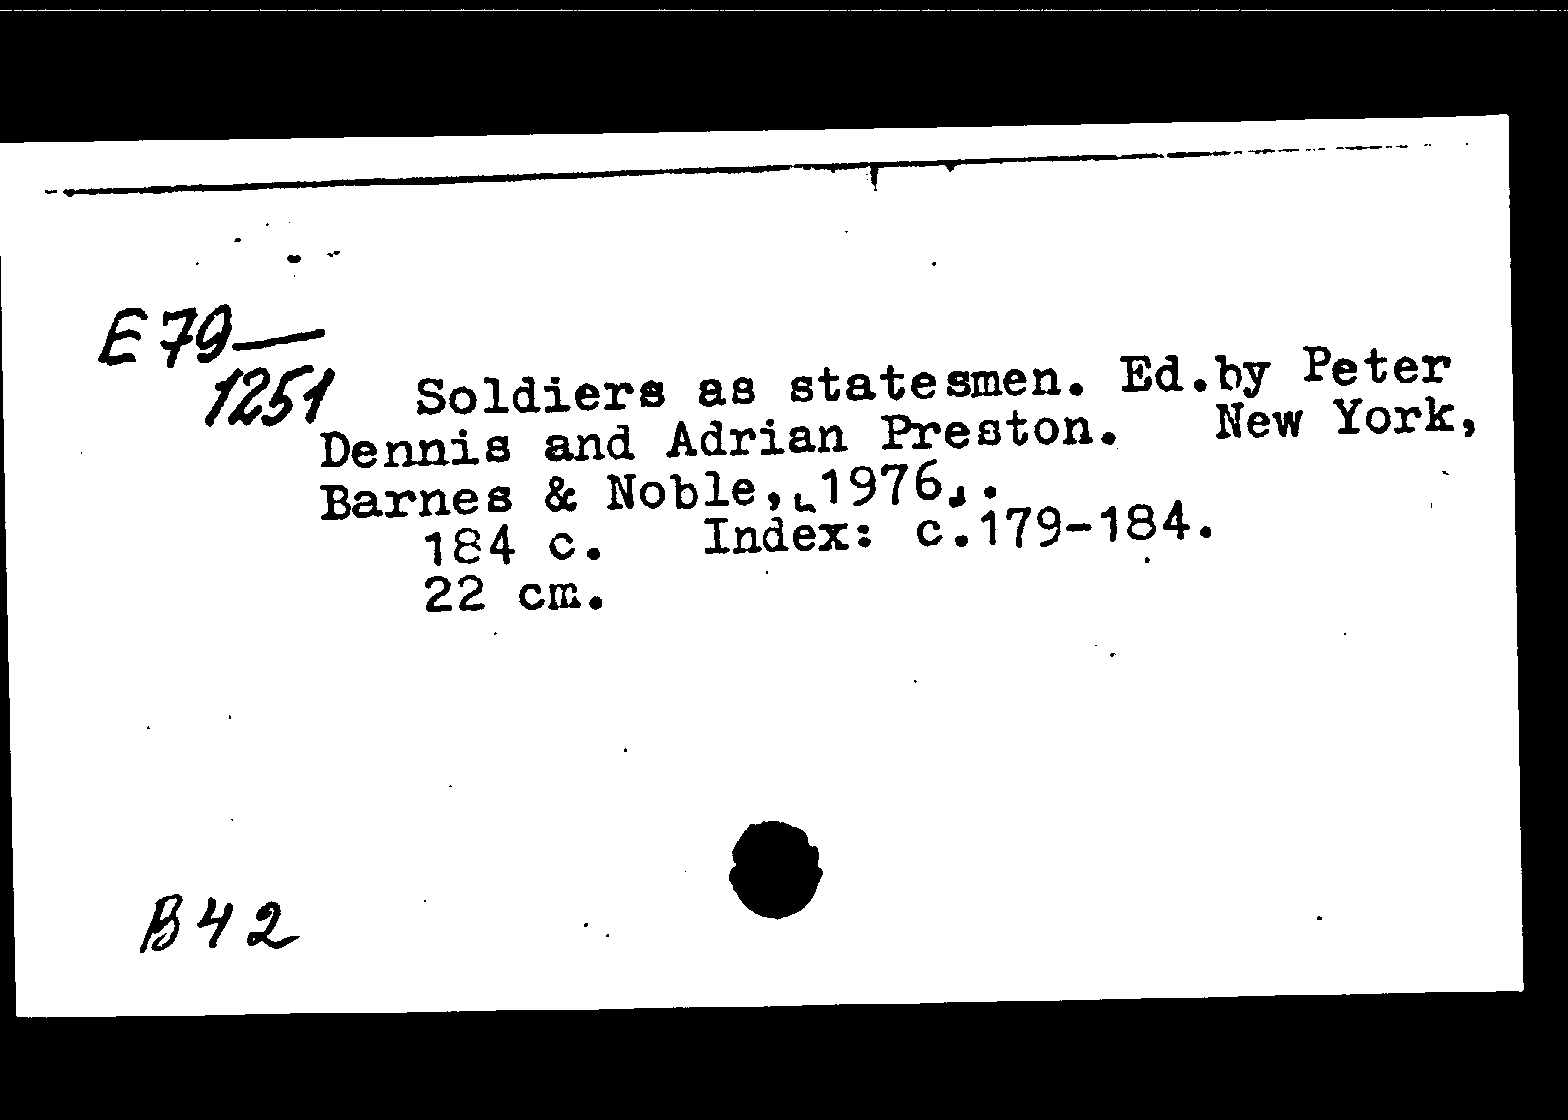 E79—
1251
Soldiers as statesmen. Ed.by Peter
Dennis and Adrian Preston. New York,
Barnes & Noble, [1976].
184 c. Index: c.179-184.
22 cm.
B42